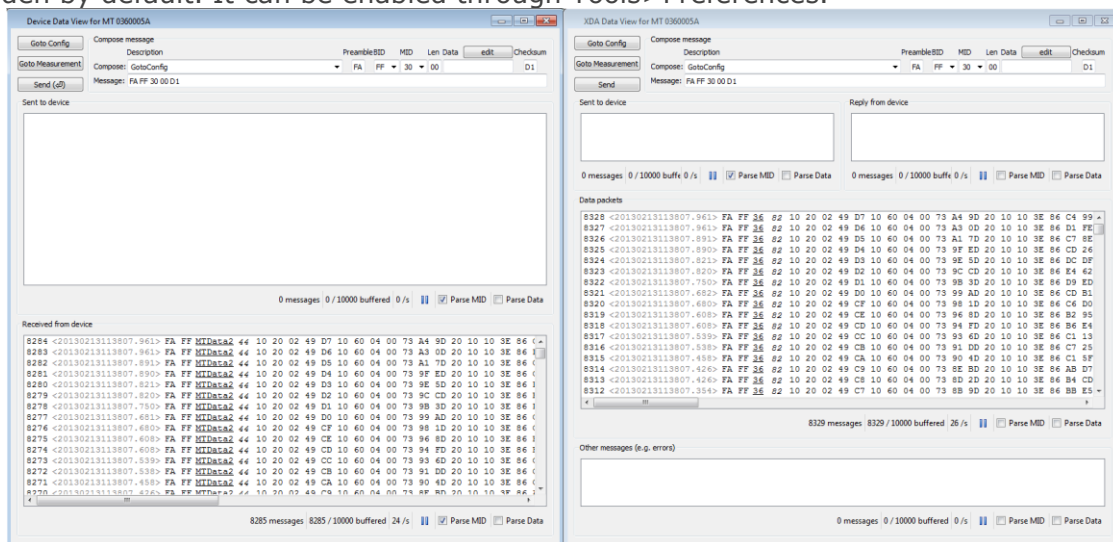 den by default. It can be enabled through Tools> Preferences.
Device Data View for MT 0360005A
Goto Config
Compose message
Description
Preamble BID MID Len Data edit Checksum
Goto Measurement
Compose: GotoConfig FA FF 30 00 D1
Send (⏎)
Message: FA FF 30 00 D1
Sent to device
0 messages 0 / 10000 buffered 0 /s Parse MID Parse Data
Received from device
8284 <20130213113807.961> FA FF MTData2 44 10 20 02 49 D7 10 60 04 00 73 A4 9D 20 10 10 3E 86
8283 <20130213113807.961> FA FF MTData2 44 10 20 02 49 D6 10 60 04 00 73 A3 0D 20 10 10 3E 86
8282 <20130213113807.891> FA FF MTData2 44 10 20 02 49 D5 10 60 04 00 73 A1 7D 20 10 10 3E 86
8281 <20130213113807.890> FA FF MTData2 44 10 20 02 49 D4 10 60 04 00 73 9F ED 20 10 10 3E 86
8280 <20130213113807.821> FA FF MTData2 44 10 20 02 49 D3 10 60 04 00 73 9E 5D 20 10 10 3E 86
8279 <20130213113807.820> FA FF MTData2 44 10 20 02 49 D2 10 60 04 00 73 9C CD 20 10 10 3E 86
8278 <20130213113807.750> FA FF MTData2 44 10 20 02 49 D1 10 60 04 00 73 9B 3D 20 10 10 3E 86
8277 <20130213113807.681> FA FF MTData2 44 10 20 02 49 D0 10 60 04 00 73 99 AD 20 10 10 3E 86
8276 <20130213113807.680> FA FF MTData2 44 10 20 02 49 CF 10 60 04 00 73 98 1D 20 10 10 3E 86
8275 <20130213113807.608> FA FF MTData2 44 10 20 02 49 CE 10 60 04 00 73 96 8D 20 10 10 3E 86
8274 <20130213113807.608> FA FF MTData2 44 10 20 02 49 CD 10 60 04 00 73 94 FD 20 10 10 3E 86
8273 <20130213113807.539> FA FF MTData2 44 10 20 02 49 CC 10 60 04 00 73 93 6D 20 10 10 3E 86
8272 <20130213113807.538> FA FF MTData2 44 10 20 02 49 CB 10 60 04 00 73 91 DD 20 10 10 3E 86
8271 <20130213113807.458> FA FF MTData2 44 10 20 02 49 CA 10 60 04 00 73 90 4D 20 10 10 3E 86
8270 <20130213113807.426> FA FF MTData2 44 10 20 02 49 C9 10 60 04 00 73 8E BD 20 10 10 3E 86
8285 messages 8285 / 10000 buffered 24 /s Parse MID Parse Data
XDA Data View for MT 0360005A
Goto Config
Compose message
Description
Preamble BID MID Len Data edit Checksum
Goto Measurement
Compose: GotoConfig FA FF 30 00 D1
Send
Message: FA FF 30 00 D1
Sent to device
Reply from device
0 messages 0 / 10000 buffe 0 /s Parse MID Parse Data
0 messages 0 / 10000 buffe 0 /s Parse MID Parse Data
Data packets
8328 <20130213113807.961> FA FF 36 82 10 20 02 49 D7 10 60 04 00 73 A4 9D 20 10 10 3E 86 C4 99
8327 <20130213113807.961> FA FF 36 82 10 20 02 49 D6 10 60 04 00 73 A3 0D 20 10 10 3E 86 D1 FE
8326 <20130213113807.891> FA FF 36 82 10 20 02 49 D5 10 60 04 00 73 A1 7D 20 10 10 3E 86 C7 8E
8325 <20130213113807.890> FA FF 36 82 10 20 02 49 D4 10 60 04 00 73 9F ED 20 10 10 3E 86 CD 26
8324 <20130213113807.821> FA FF 36 82 10 20 02 49 D3 10 60 04 00 73 9E 5D 20 10 10 3E 86 DC DF
8323 <20130213113807.820> FA FF 36 82 10 20 02 49 D2 10 60 04 00 73 9C CD 20 10 10 3E 86 E4 62
8322 <20130213113807.750> FA FF 36 82 10 20 02 49 D1 10 60 04 00 73 9B 3D 20 10 10 3E 86 D9 ED
8321 <20130213113807.682> FA FF 36 82 10 20 02 49 D0 10 60 04 00 73 99 AD 20 10 10 3E 86 CD B1
8320 <20130213113807.680> FA FF 36 82 10 20 02 49 CF 10 60 04 00 73 98 1D 20 10 10 3E 86 C6 D0
8319 <20130213113807.608> FA FF 36 82 10 20 02 49 CE 10 60 04 00 73 96 8D 20 10 10 3E 86 B2 95
8318 <20130213113807.608> FA FF 36 82 10 20 02 49 CD 10 60 04 00 73 94 FD 20 10 10 3E 86 B6 E4
8317 <20130213113807.539> FA FF 36 82 10 20 02 49 CC 10 60 04 00 73 93 6D 20 10 10 3E 86 C1 13
8316 <20130213113807.538> FA FF 36 82 10 20 02 49 CB 10 60 04 00 73 91 DD 20 10 10 3E 86 C7 25
8315 <20130213113807.458> FA FF 36 82 10 20 02 49 CA 10 60 04 00 73 90 4D 20 10 10 3E 86 C1 5F
8314 <20130213113807.426> FA FF 36 82 10 20 02 49 C9 10 60 04 00 73 8E BD 20 10 10 3E 86 AB D7
8313 <20130213113807.426> FA FF 36 82 10 20 02 49 C8 10 60 04 00 73 8D 2D 20 10 10 3E 86 B4 CD
8312 <20130213113807.354> FA FF 36 82 10 20 02 49 C7 10 60 04 00 73 8B 9D 20 10 10 3E 86 BB E5
8329 messages 8329 / 10000 buffered 26 /s Parse MID Parse Data
Other messages (e.g. errors)
0 messages 0 / 10000 buffered 0 /s Parse MID Parse Data